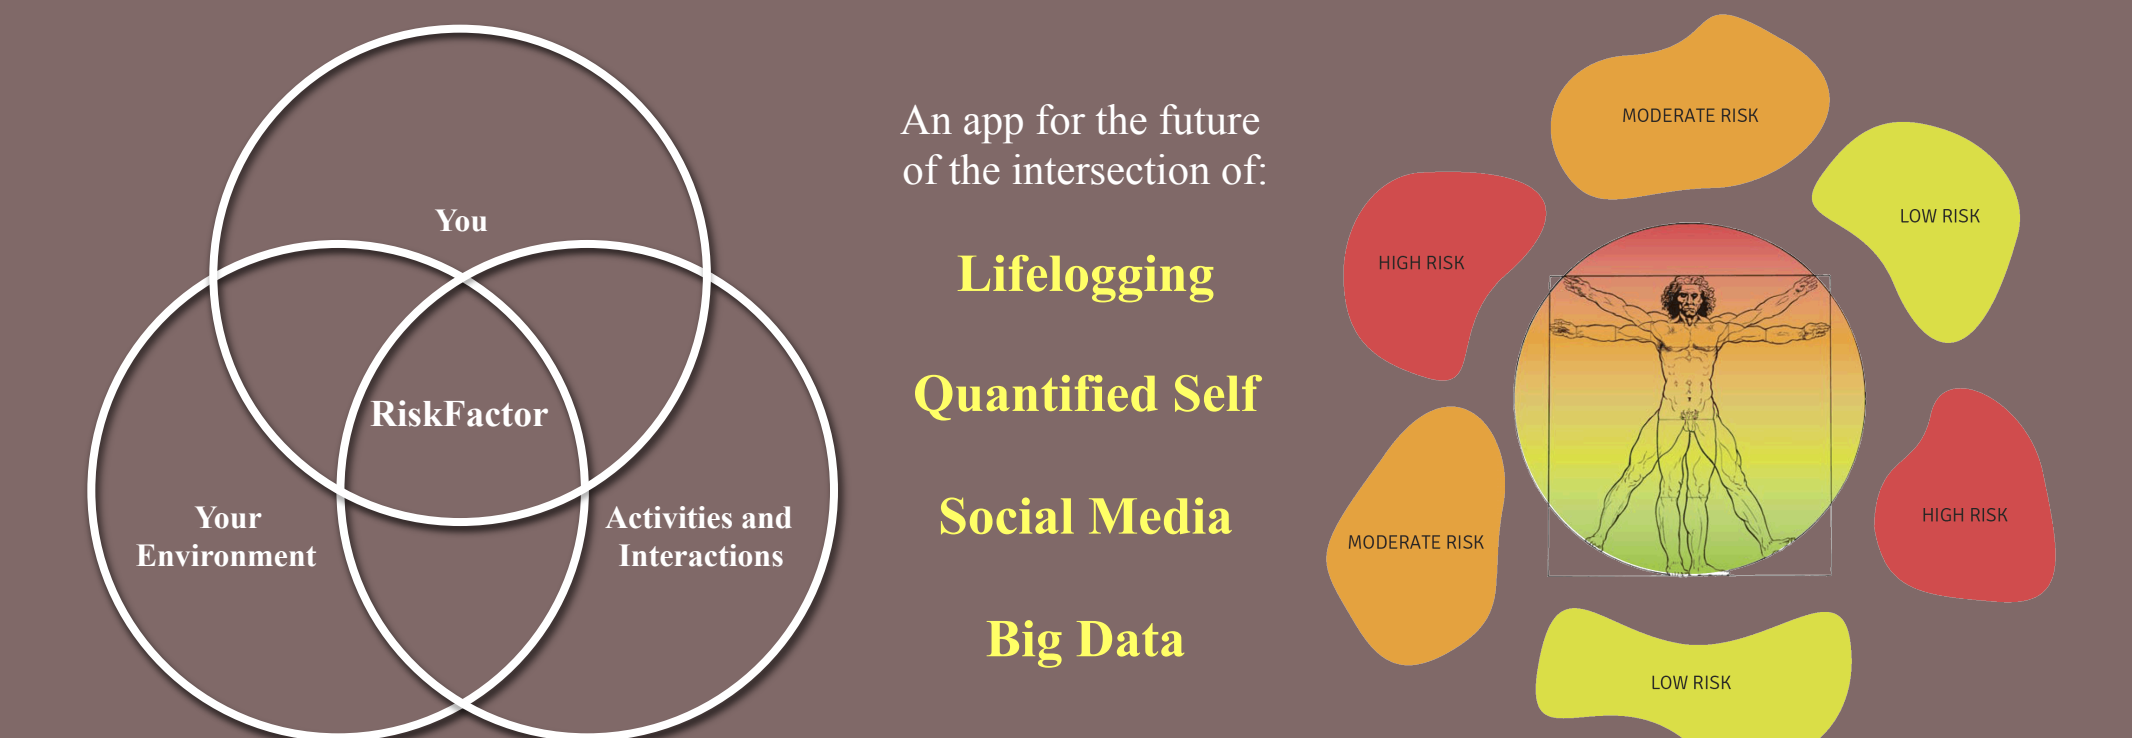 You
RiskFactor
Your
Environment
Activities and
Interactions
An app for the future
of the intersection of:
Lifelogging
Quantified Self
Social Media
Big Data
MODERATE RISK
LOW RISK
HIGH RISK
HIGH RISK
MODERATE RISK
LOW RISK